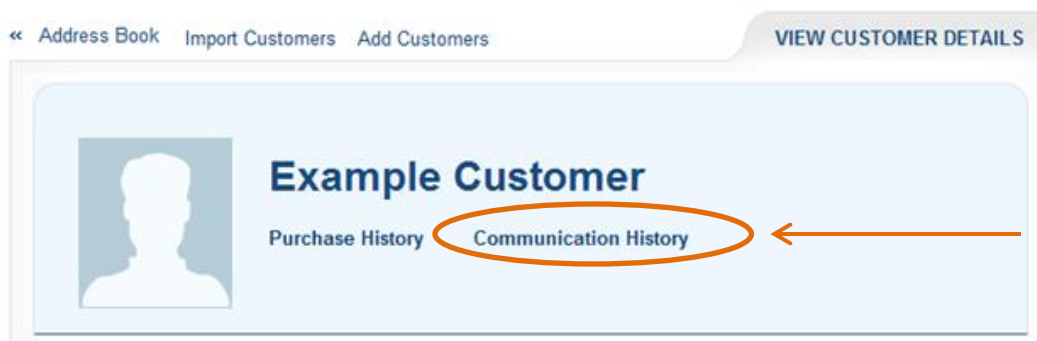 « Address Book Import Customers Add Customers VIEW CUSTOMER DETAILS
Example Customer
Purchase History Communication History